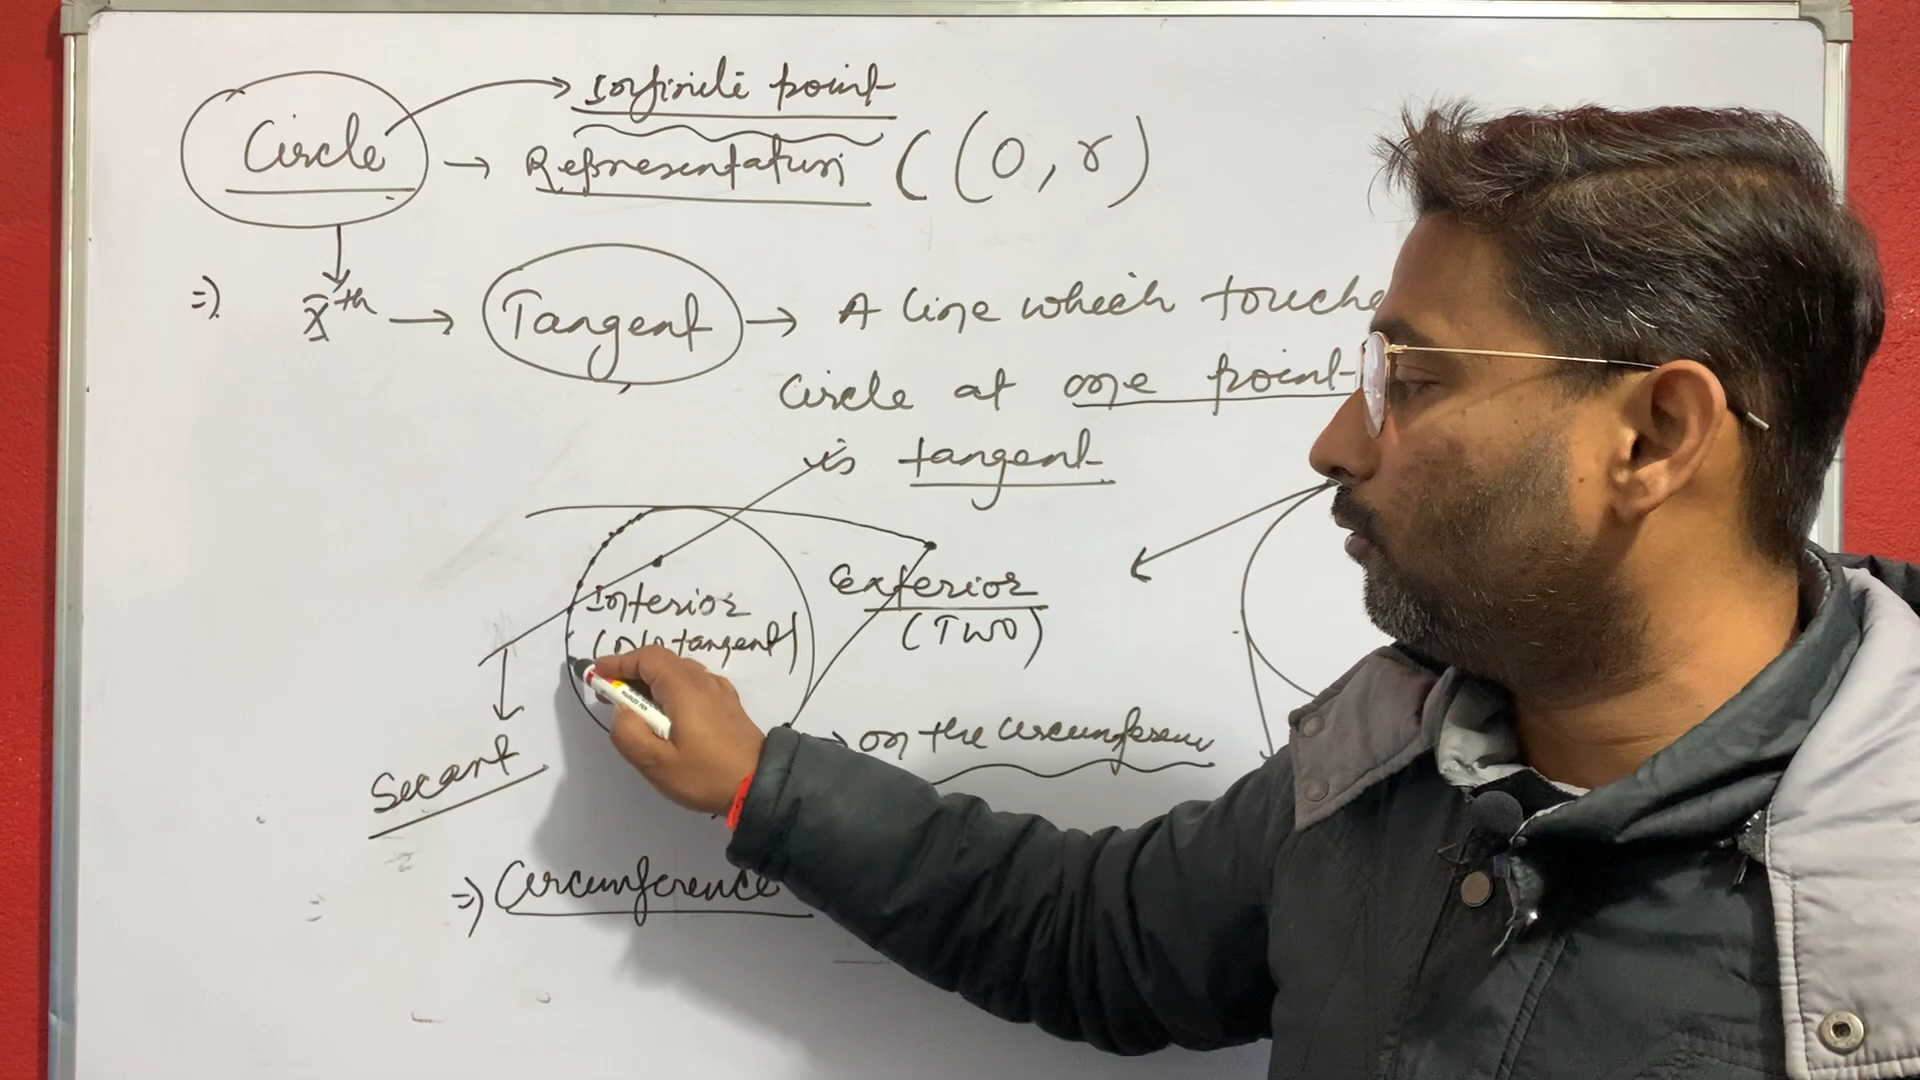 Infinite point
Circle → Representation ( (O, r)
=) Xth → Tangent → A line which touche
circle at one point
is tangent
Interior
Exterior
(no tangent)
(TWO)
→ on the circumference
Secant
=) Circumference